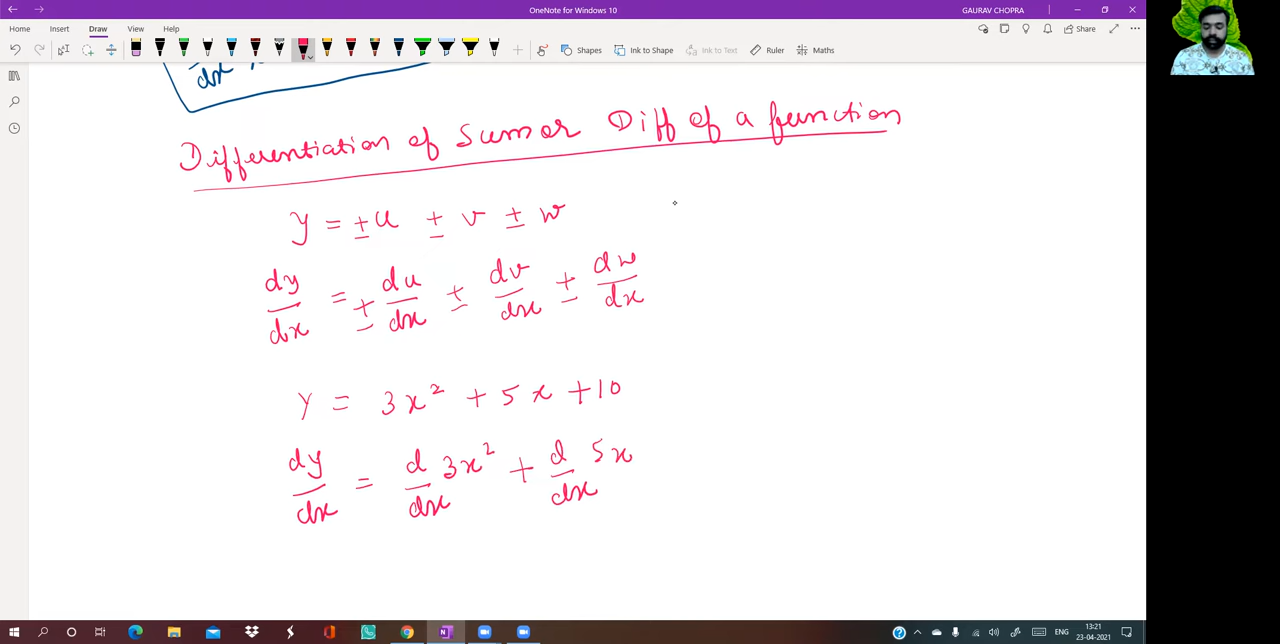 OneNote for Windows 10
GAURAV CHOPRA
Home Insert Draw View Help
Shapes Ink to Shape Ink to Text Ruler Maths Share
d/dx
Differentiation of Sum or Diff of a function
y = ± u ± v ± w
dy/dx = ± du/dx ± dv/dx ± dw/dx
y = 3x² + 5x + 10
dy/dx = d/dx 3x² + d/dx 5x
ENG
13:21
23-04-2021